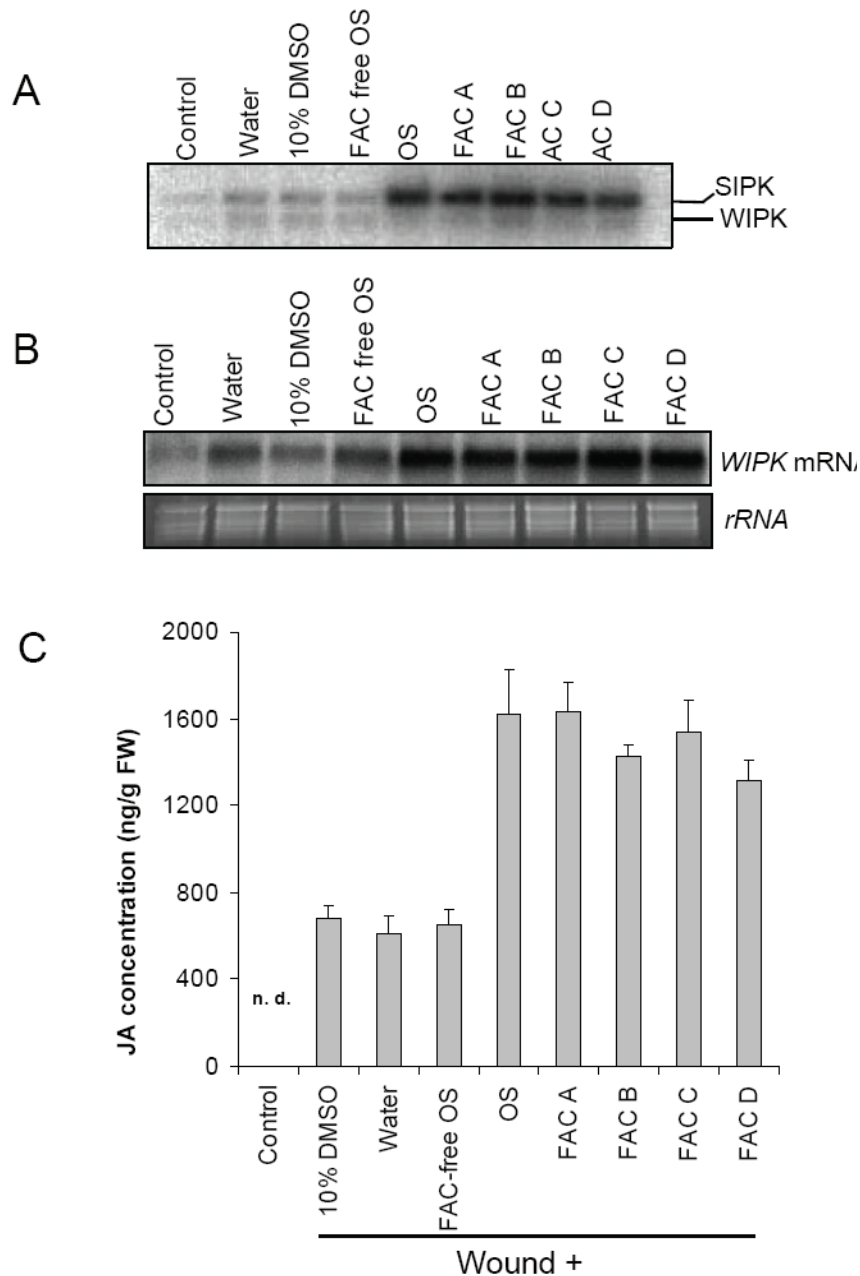 A
Control
Water
10% DMSO
FAC free OS
OS
FAC A
FAC B
AC C
AC D
SIPK
WIPK
B
Control
Water
10% DMSO
FAC free OS
OS
FAC A
FAC B
FAC C
FAC D
WIPK mRNA
rRNA
C
JA concentration (ng/g FW)
2000
1600
1200
800
400
0
n. d.
Control
10% DMSO
Water
FAC-free OS
OS
FAC A
FAC B
FAC C
FAC D
Wound +